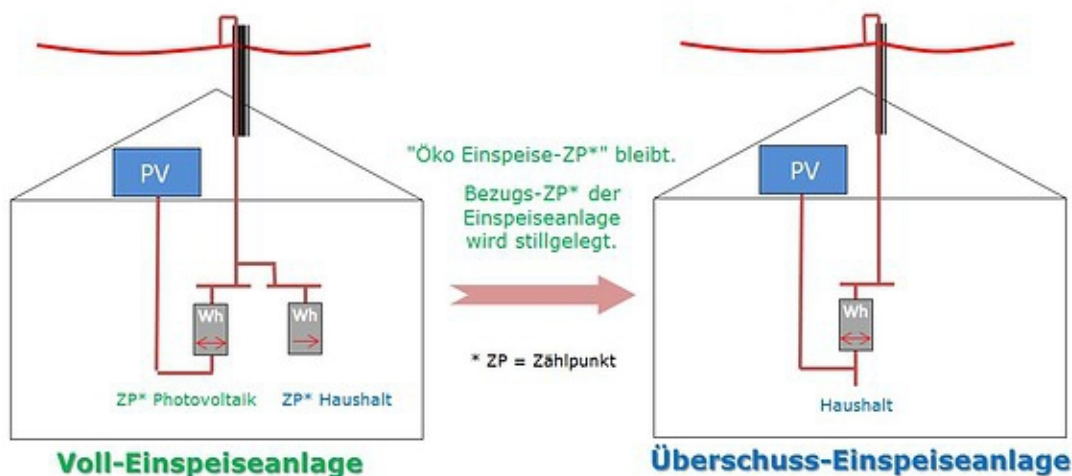 PV
Wh
Wh
ZP* Photovoltaik
ZP* Haushalt
Voll-Einspeiseanlage
"Öko Einspeise-ZP*" bleibt.
Bezugs-ZP* der
Einspeiseanlage
wird stillgelegt.
* ZP = Zählpunkt
PV
Wh
Haushalt
Überschuss-Einspeiseanlage